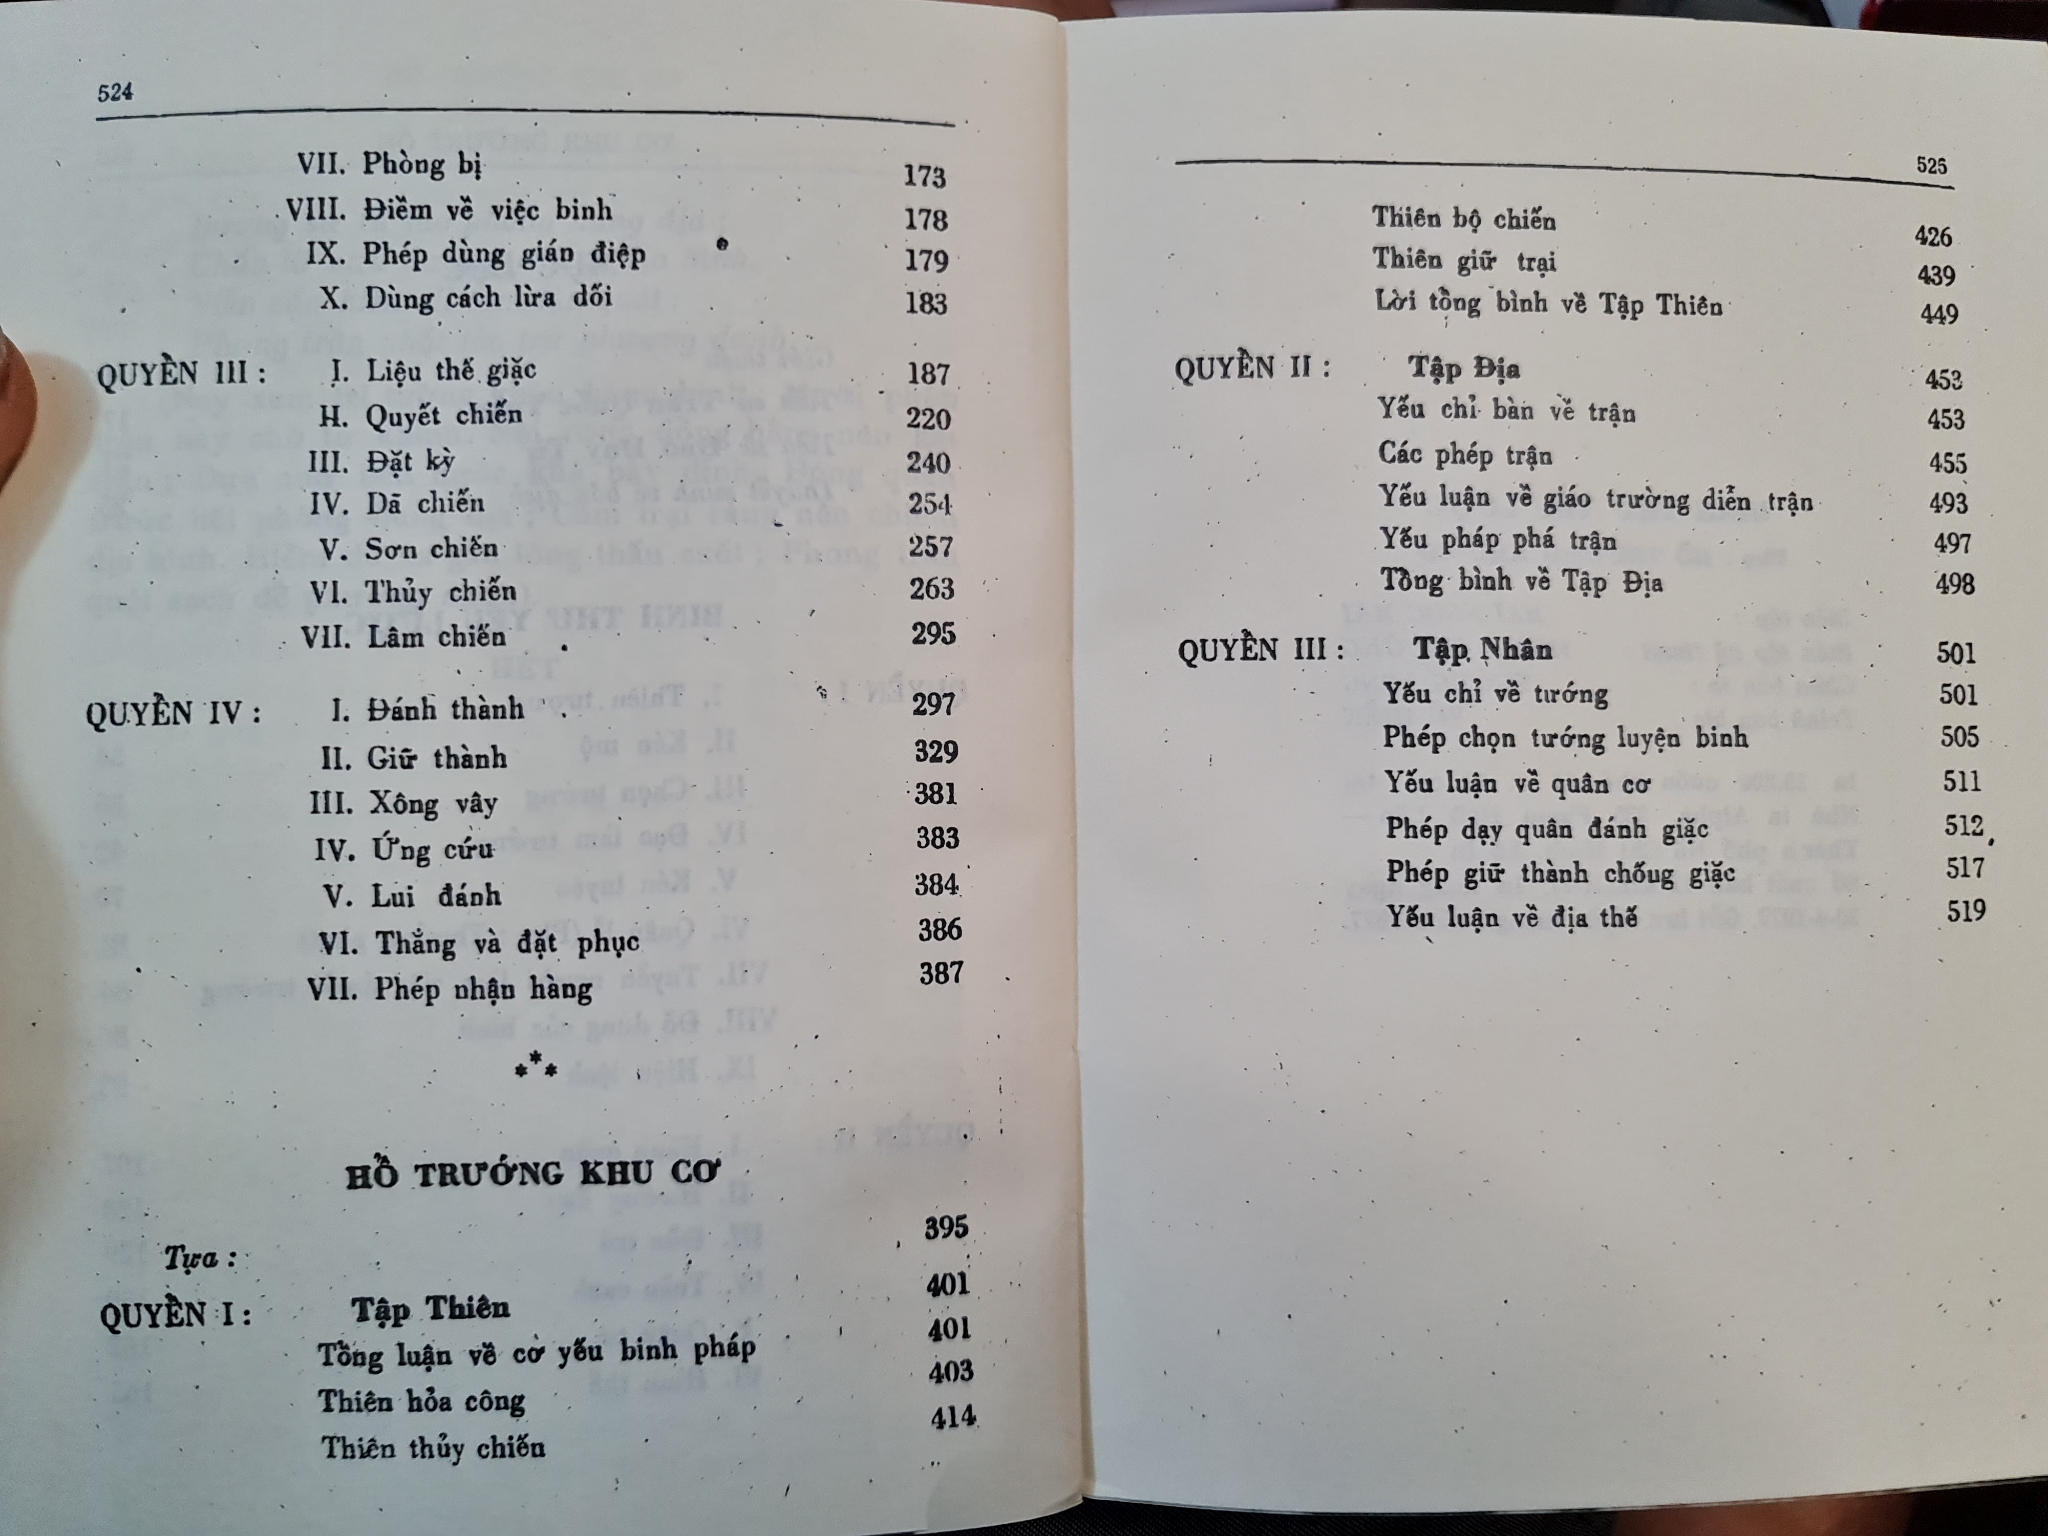 524
VII. Phòng bị 173
VIII. Điểm về việc binh 178
IX. Phép dùng gián điệp 179
X. Dùng cách lừa dối 183
QUYỂN III : I. Liệu thế giặc 187
H. Quyết chiến 220
III. Đặt kỳ 240
IV. Dã chiến 254
V. Sơn chiến 257
VI. Thủy chiến 263
VII. Lâm chiến 295
QUYỂN IV : I. Đánh thành 297
II. Giữ thành 329
III. Xông vây 381
IV. Ứng cứu 383
V. Lui đánh 384
VI. Thắng và đặt phục 386
VII. Phép nhận hàng 387
***
HỔ TRƯỚNG KHU CƠ
Tựa : 395
QUYỂN I : Tập Thiên 401
Tổng luận về cơ yếu binh pháp 401
Thiên hỏa công 403
Thiên thủy chiến 414
525
Thiên bộ chiến 426
Thiên giữ trại 439
Lời tổng bình về Tập Thiên 449
QUYỂN II : Tập Địa 453
Yếu chỉ bàn về trận 453
Các phép trận 455
Yếu luận về giáo trường diễn trận 493
Yếu pháp phá trận 497
Tổng bình về Tập Địa 498
QUYỂN III : Tập Nhân 501
Yếu chỉ về tướng 501
Phép chọn tướng luyện binh 505
Yếu luận về quân cơ 511
Phép dạy quân đánh giặc 512
Phép giữ thành chốug giặc 517
Yếu luận về địa thế 519